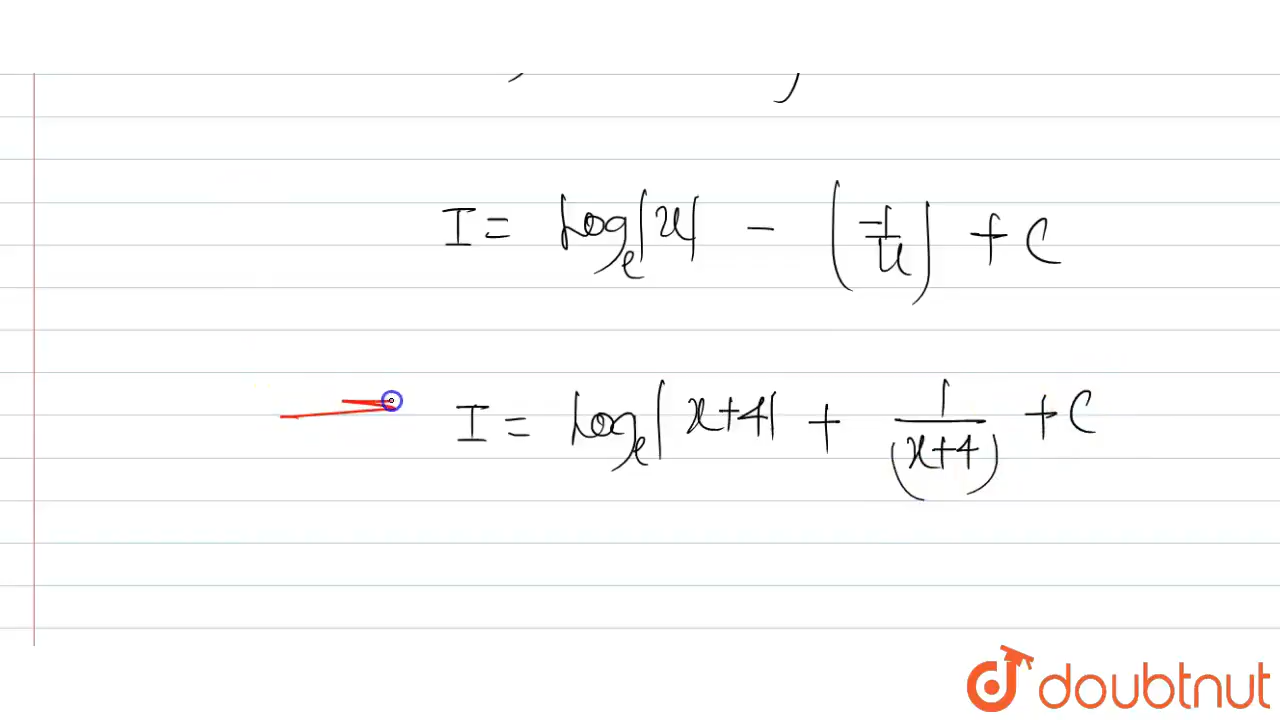 I = log_e|u| - (-1/u) + C
I = log_e|x+4| + 1/(x+4) + C
doubtnut